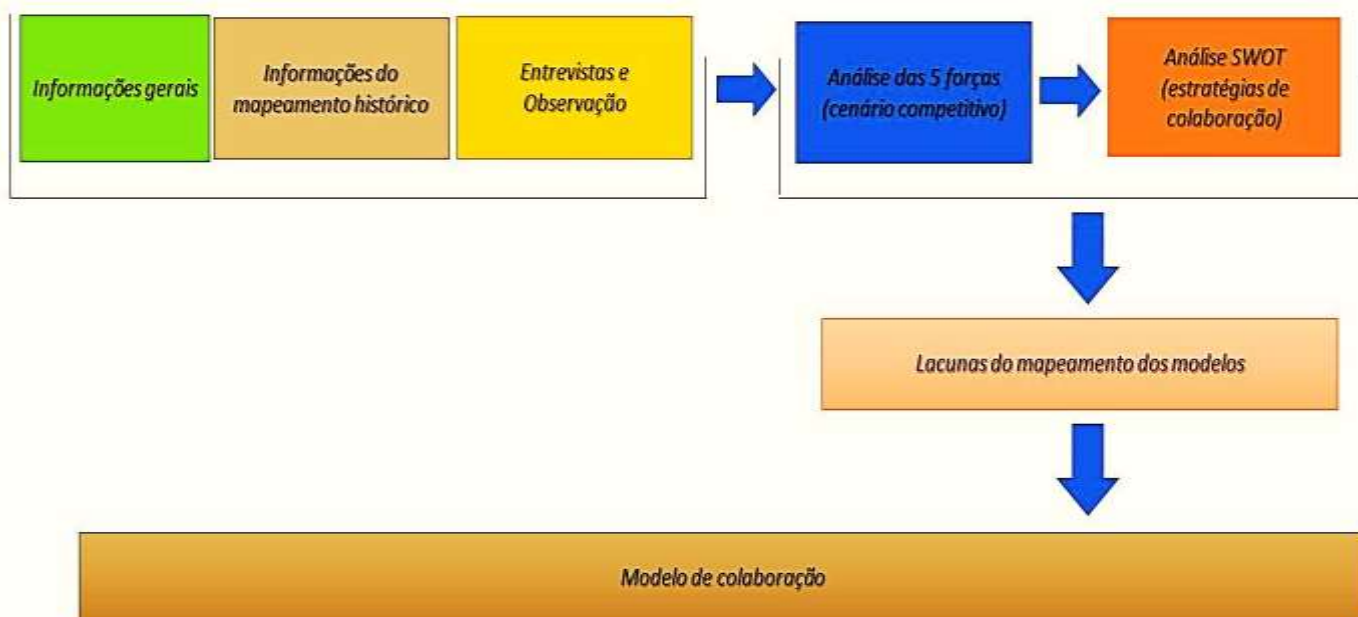 Informações gerais
Informações do
mapeamento histórico
Entrevistas e
Observação
Análise das 5 forças
(cenário competitivo)
Análise SWOT
(estratégias de
colaboração)
Lacunas do mapeamento dos modelos
Modelo de colaboração